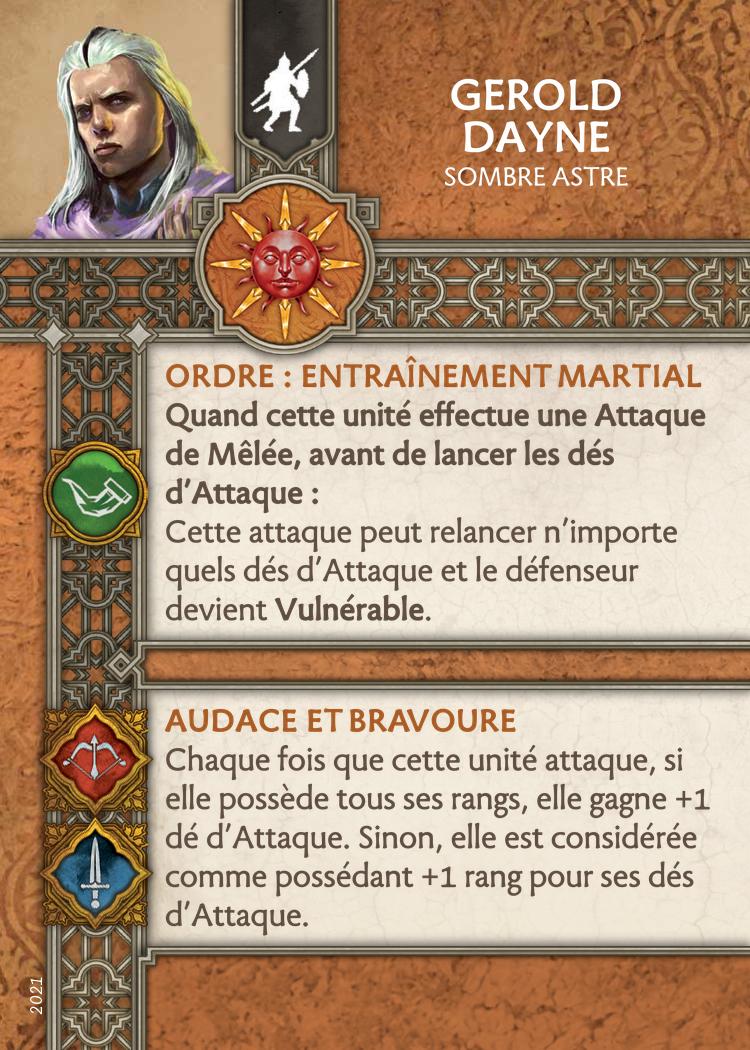 GEROLD
DAYNE
SOMBRE ASTRE
ORDRE : ENTRAÎNEMENT MARTIAL
Quand cette unité effectue une Attaque
de Mêlée, avant de lancer les dés
d'Attaque :
Cette attaque peut relancer n'importe
quels dés d'Attaque et le défenseur
devient Vulnérable.
AUDACE ET BRAVOURE
Chaque fois que cette unité attaque, si
elle possède tous ses rangs, elle gagne +1
dé d'Attaque. Sinon, elle est considérée
comme possédant +1 rang pour ses dés
d'Attaque.
2021